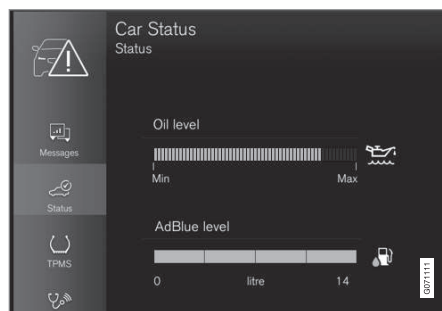 Car Status
Status
Messages
Status
TPMS
Oil level
Min Max
AdBlue level
0 litre 14
G071111